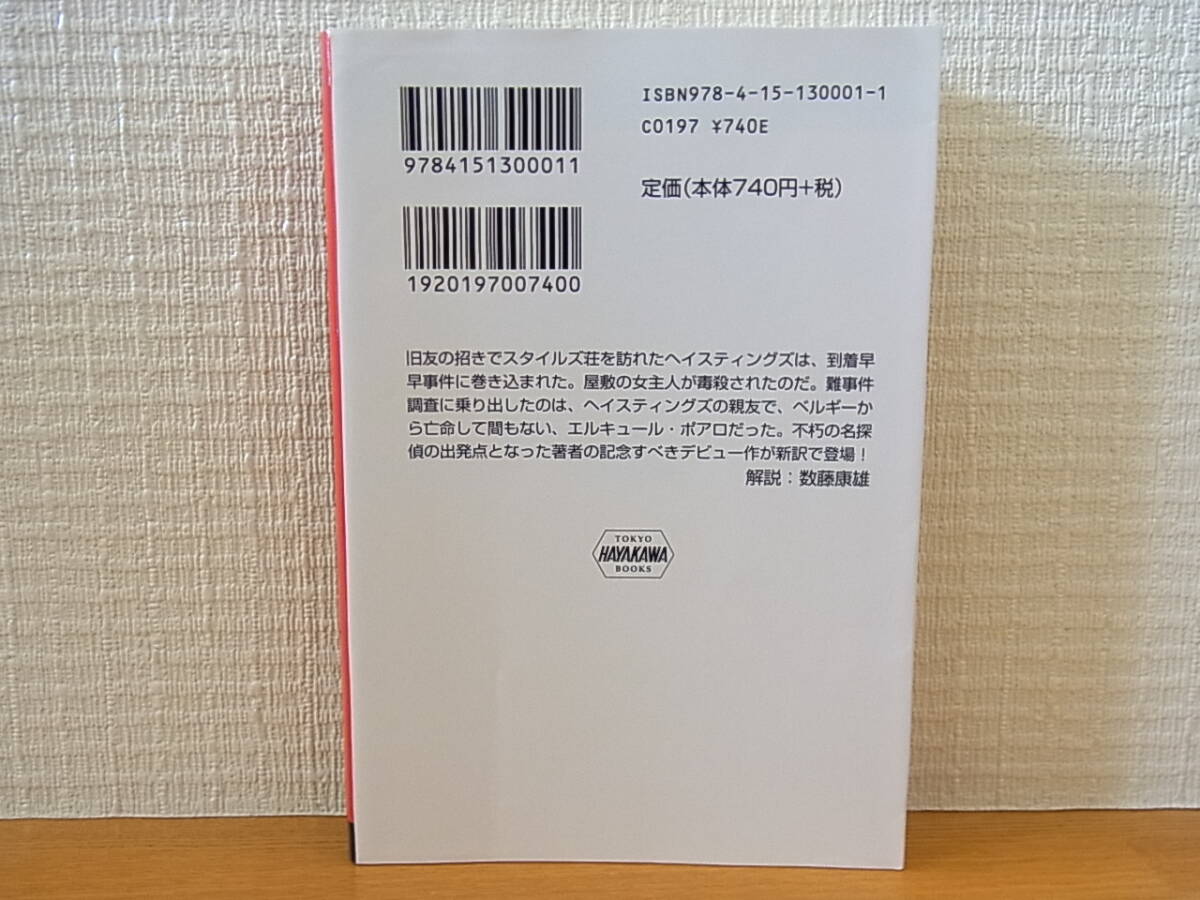 ISBN978-4-15-130001-1
C0197 ¥740E
9784151300011
定価(本体740円+税)
1920197007400
旧友の招きでスタイルズ荘を訪れたヘイスティングズは、到着早
早事件に巻き込まれた。屋敷の女主人が毒殺されたのだ。難事件
調査に乗り出したのは、ヘイスティングズの親友で、ベルギーか
ら亡命して間もない、エルキュール・ポアロだった。不朽の名探
偵の出発点となった著者の記念すべきデビュー作が新訳で登場！
解説：数藤康雄
TOKYO
HAYAKAWA
BOOKS